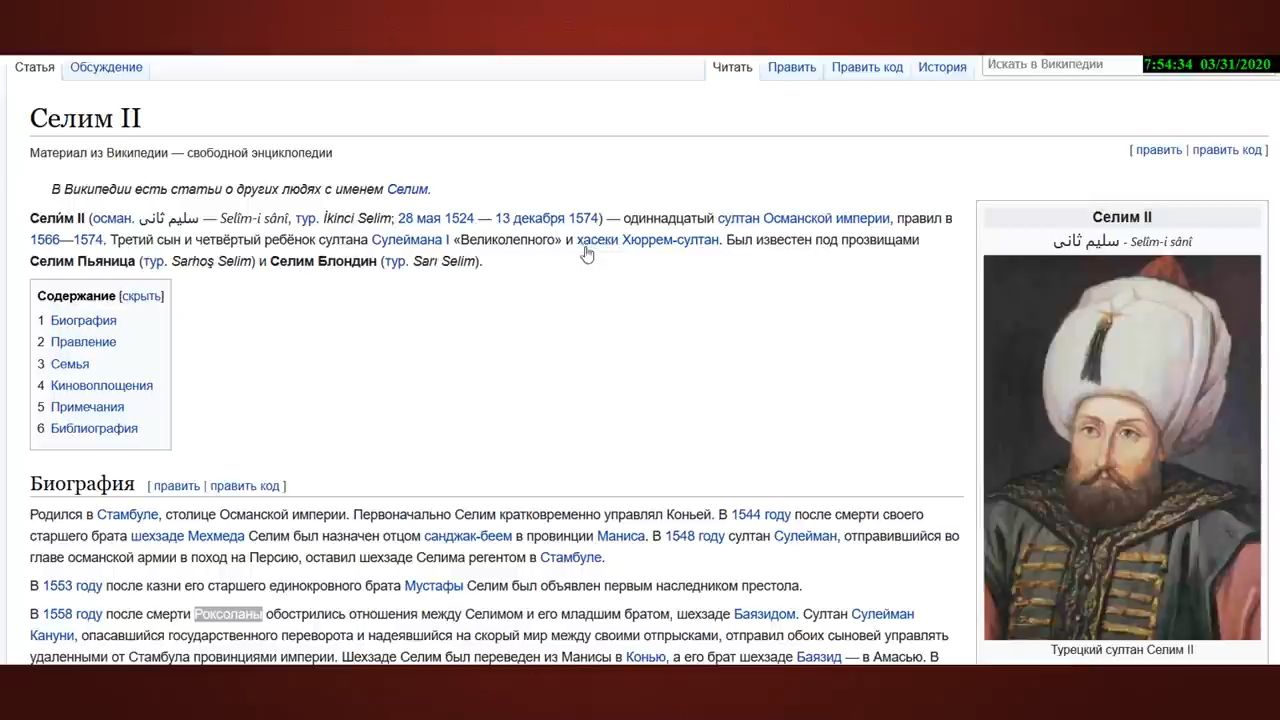 Статья Обсуждение Читать Править Править код История Искать в Википедии 7:54:34 03/31/2020
Селим II
Материал из Википедии — свободной энциклопедии
[ править | править код ]
В Википедии есть статьи о других людях с именем Селим.
Сели́м II (осман. سليم ثانى — Selîm-i sânî, тур. İkinci Selim; 28 мая 1524 — 13 декабря 1574) — одиннадцатый султан Османской империи, правил в
1566—1574. Третий сын и четвёртый ребёнок султана Сулеймана I «Великолепного» и хасеки Хюррем-султан. Был известен под прозвищами
Селим Пьяница (тур. Sarhoş Selim) и Селим Блондин (тур. Sarı Selim).
Содержание [скрыть]
1 Биография
2 Правление
3 Семья
4 Киновоплощения
5 Примечания
6 Библиография
Биография [ править | править код ]
Родился в Стамбуле, столице Османской империи. Первоначально Селим кратковременно управлял Коньей. В 1544 году после смерти своего
старшего брата шехзаде Мехмеда Селим был назначен отцом санджак-беем в провинции Маниса. В 1548 году султан Сулейман, отправившийся во
главе османской армии в поход на Персию, оставил шехзаде Селима регентом в Стамбуле.
В 1553 году после казни его старшего единокровного брата Мустафы Селим был объявлен первым наследником престола.
В 1558 году после смерти Роксоланы обострились отношения между Селимом и его младшим братом, шехзаде Баязидом. Султан Сулейман
Кануни, опасавшийся государственного переворота и надеявшийся на скорый мир между своими отпрысками, отправил обоих сыновей управлять
удаленными от Стамбула провинциями империи. Шехзаде Селим был переведен из Манисы в Конью, а его брат шехзаде Баязид — в Амасью. В
Селим II
سليم ثانى - Selîm-i sânî
Турецкий султан Селим II